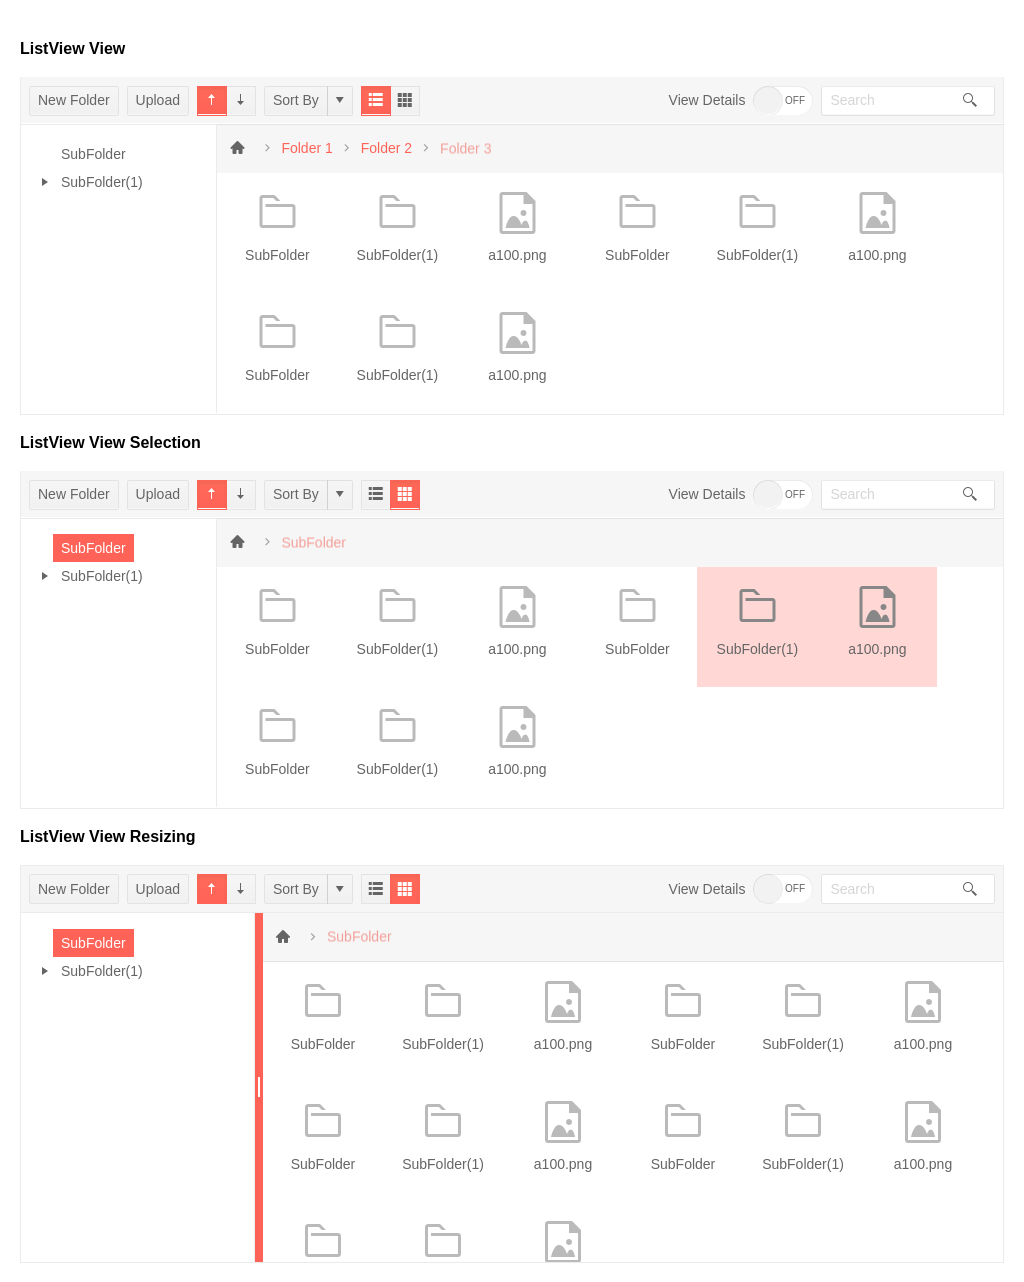 ListView View
New Folder Upload Sort By View Details OFF Search
SubFolder
SubFolder(1)
Folder 1 Folder 2 Folder 3
SubFolder SubFolder(1) a100.png SubFolder SubFolder(1) a100.png
SubFolder SubFolder(1) a100.png
ListView View Selection
New Folder Upload Sort By View Details OFF Search
SubFolder
SubFolder(1)
SubFolder
SubFolder SubFolder(1) a100.png SubFolder SubFolder(1) a100.png
SubFolder SubFolder(1) a100.png
ListView View Resizing
New Folder Upload Sort By View Details OFF Search
SubFolder
SubFolder(1)
SubFolder
SubFolder SubFolder(1) a100.png SubFolder SubFolder(1) a100.png
SubFolder SubFolder(1) a100.png SubFolder SubFolder(1) a100.png